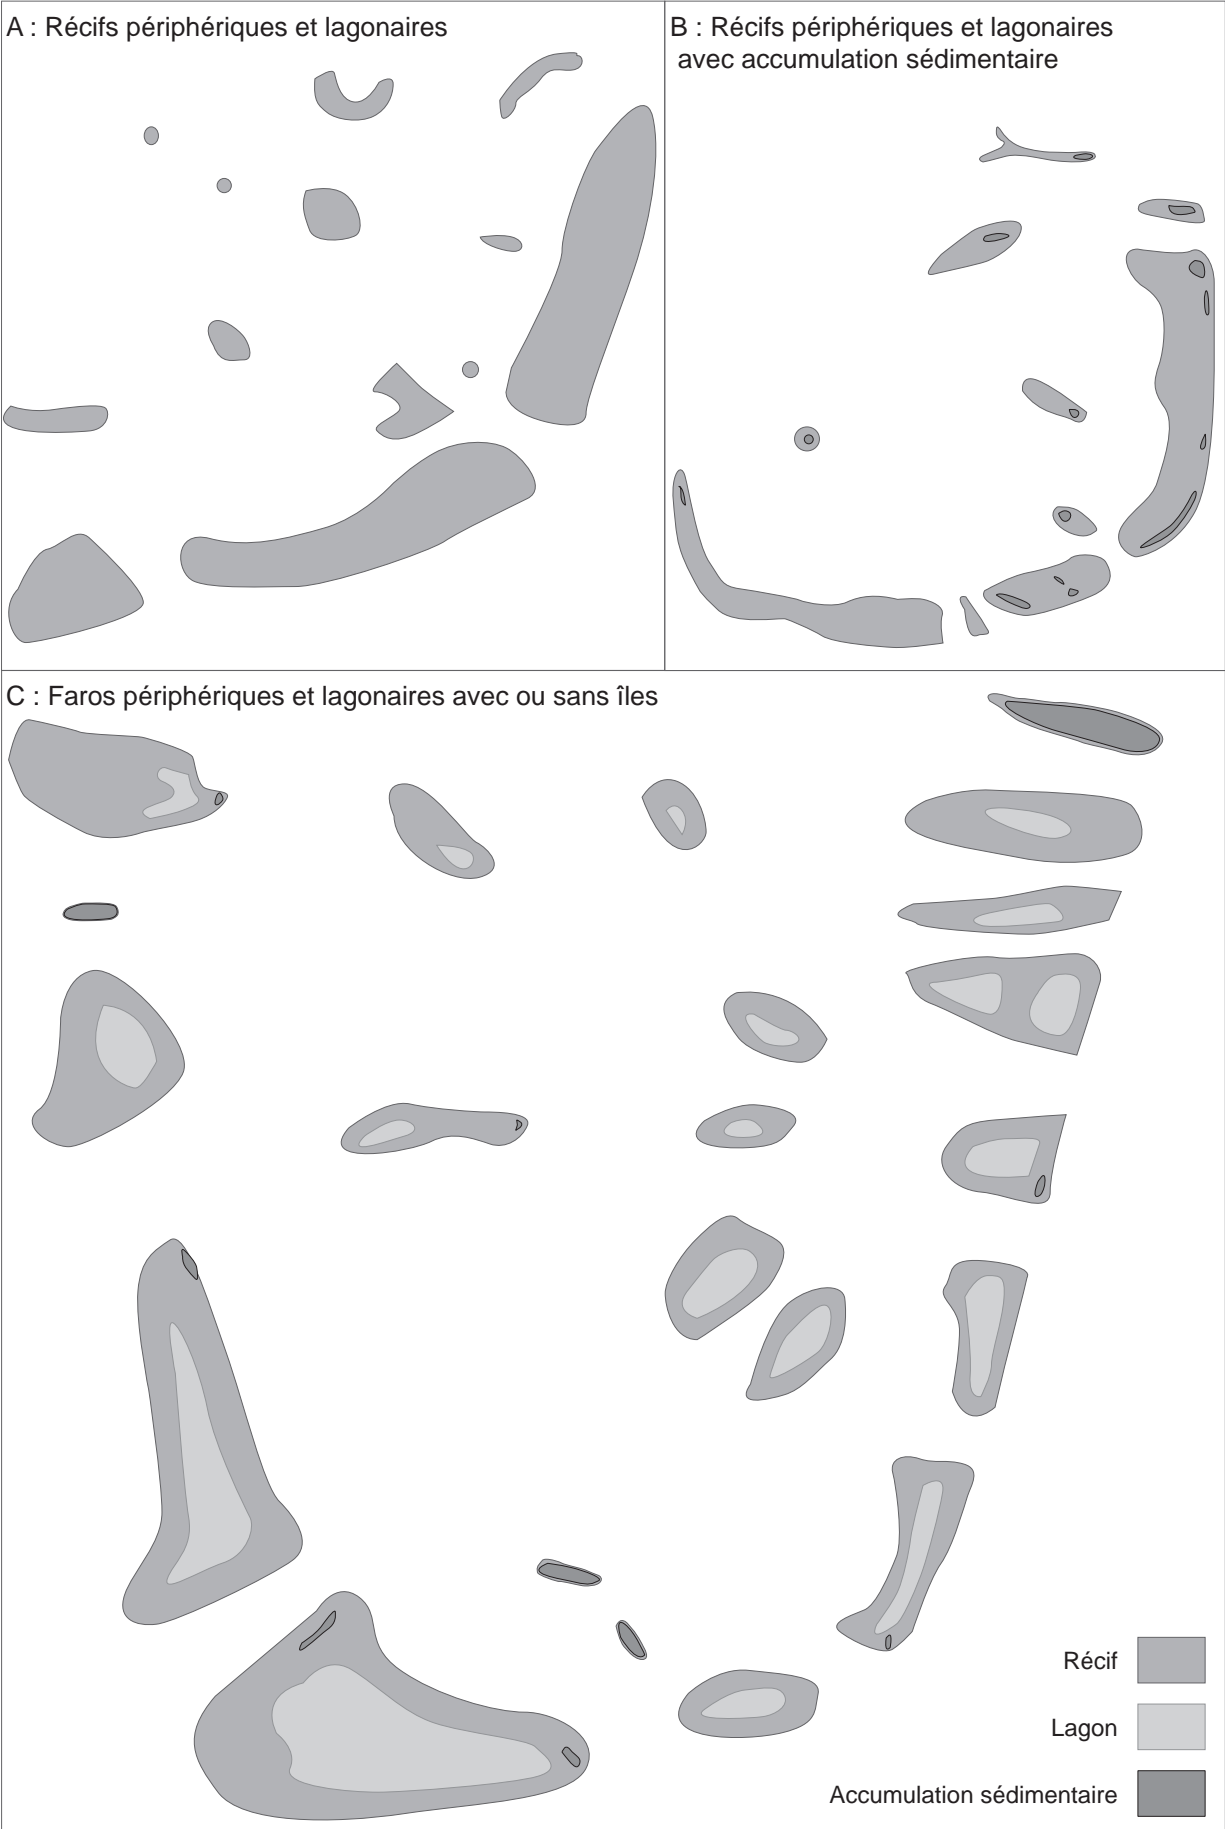 A : Récifs périphériques et lagonaires
B : Récifs périphériques et lagonaires
avec accumulation sédimentaire
C : Faros périphériques et lagonaires avec ou sans îles
Récif
Lagon
Accumulation sédimentaire